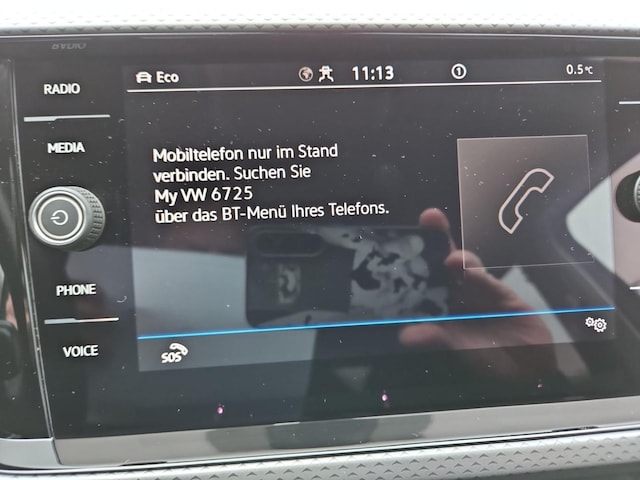 RADIO
MEDIA
PHONE
VOICE
Eco
11:13
1
0.5°C
Mobiltelefon nur im Stand
verbinden. Suchen Sie
My VW 6725
über das BT-Menü Ihres Telefons.
SOS